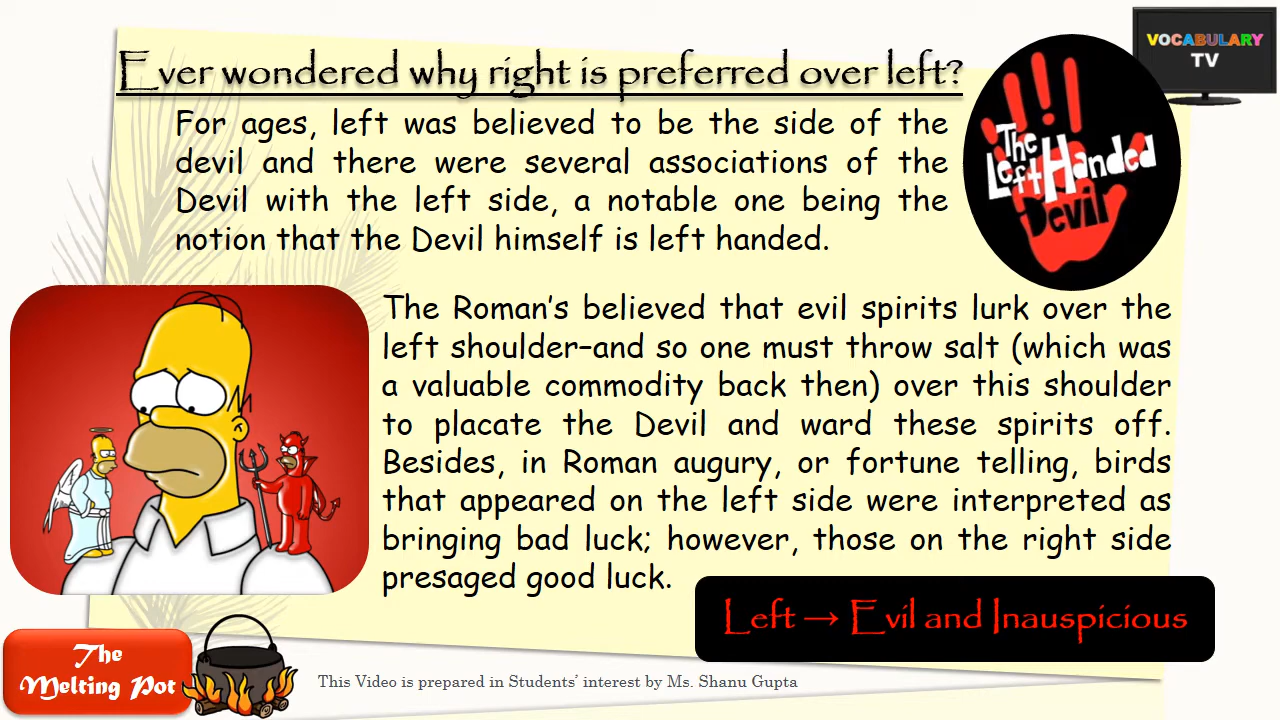 Ever wondered why right is preferred over left?
VOCABULARY
TV
For ages, left was believed to be the side of the
devil and there were several associations of the
Devil with the left side, a notable one being the
notion that the Devil himself is left handed.
The
Left Handed
Devil
The Roman's believed that evil spirits lurk over the
left shoulder–and so one must throw salt (which was
a valuable commodity back then) over this shoulder
to placate the Devil and ward these spirits off.
Besides, in Roman augury, or fortune telling, birds
that appeared on the left side were interpreted as
bringing bad luck; however, those on the right side
presaged good luck.
Left → Evil and Inauspicious
The
Melting Pot
This Video is prepared in Students' interest by Ms. Shanu Gupta